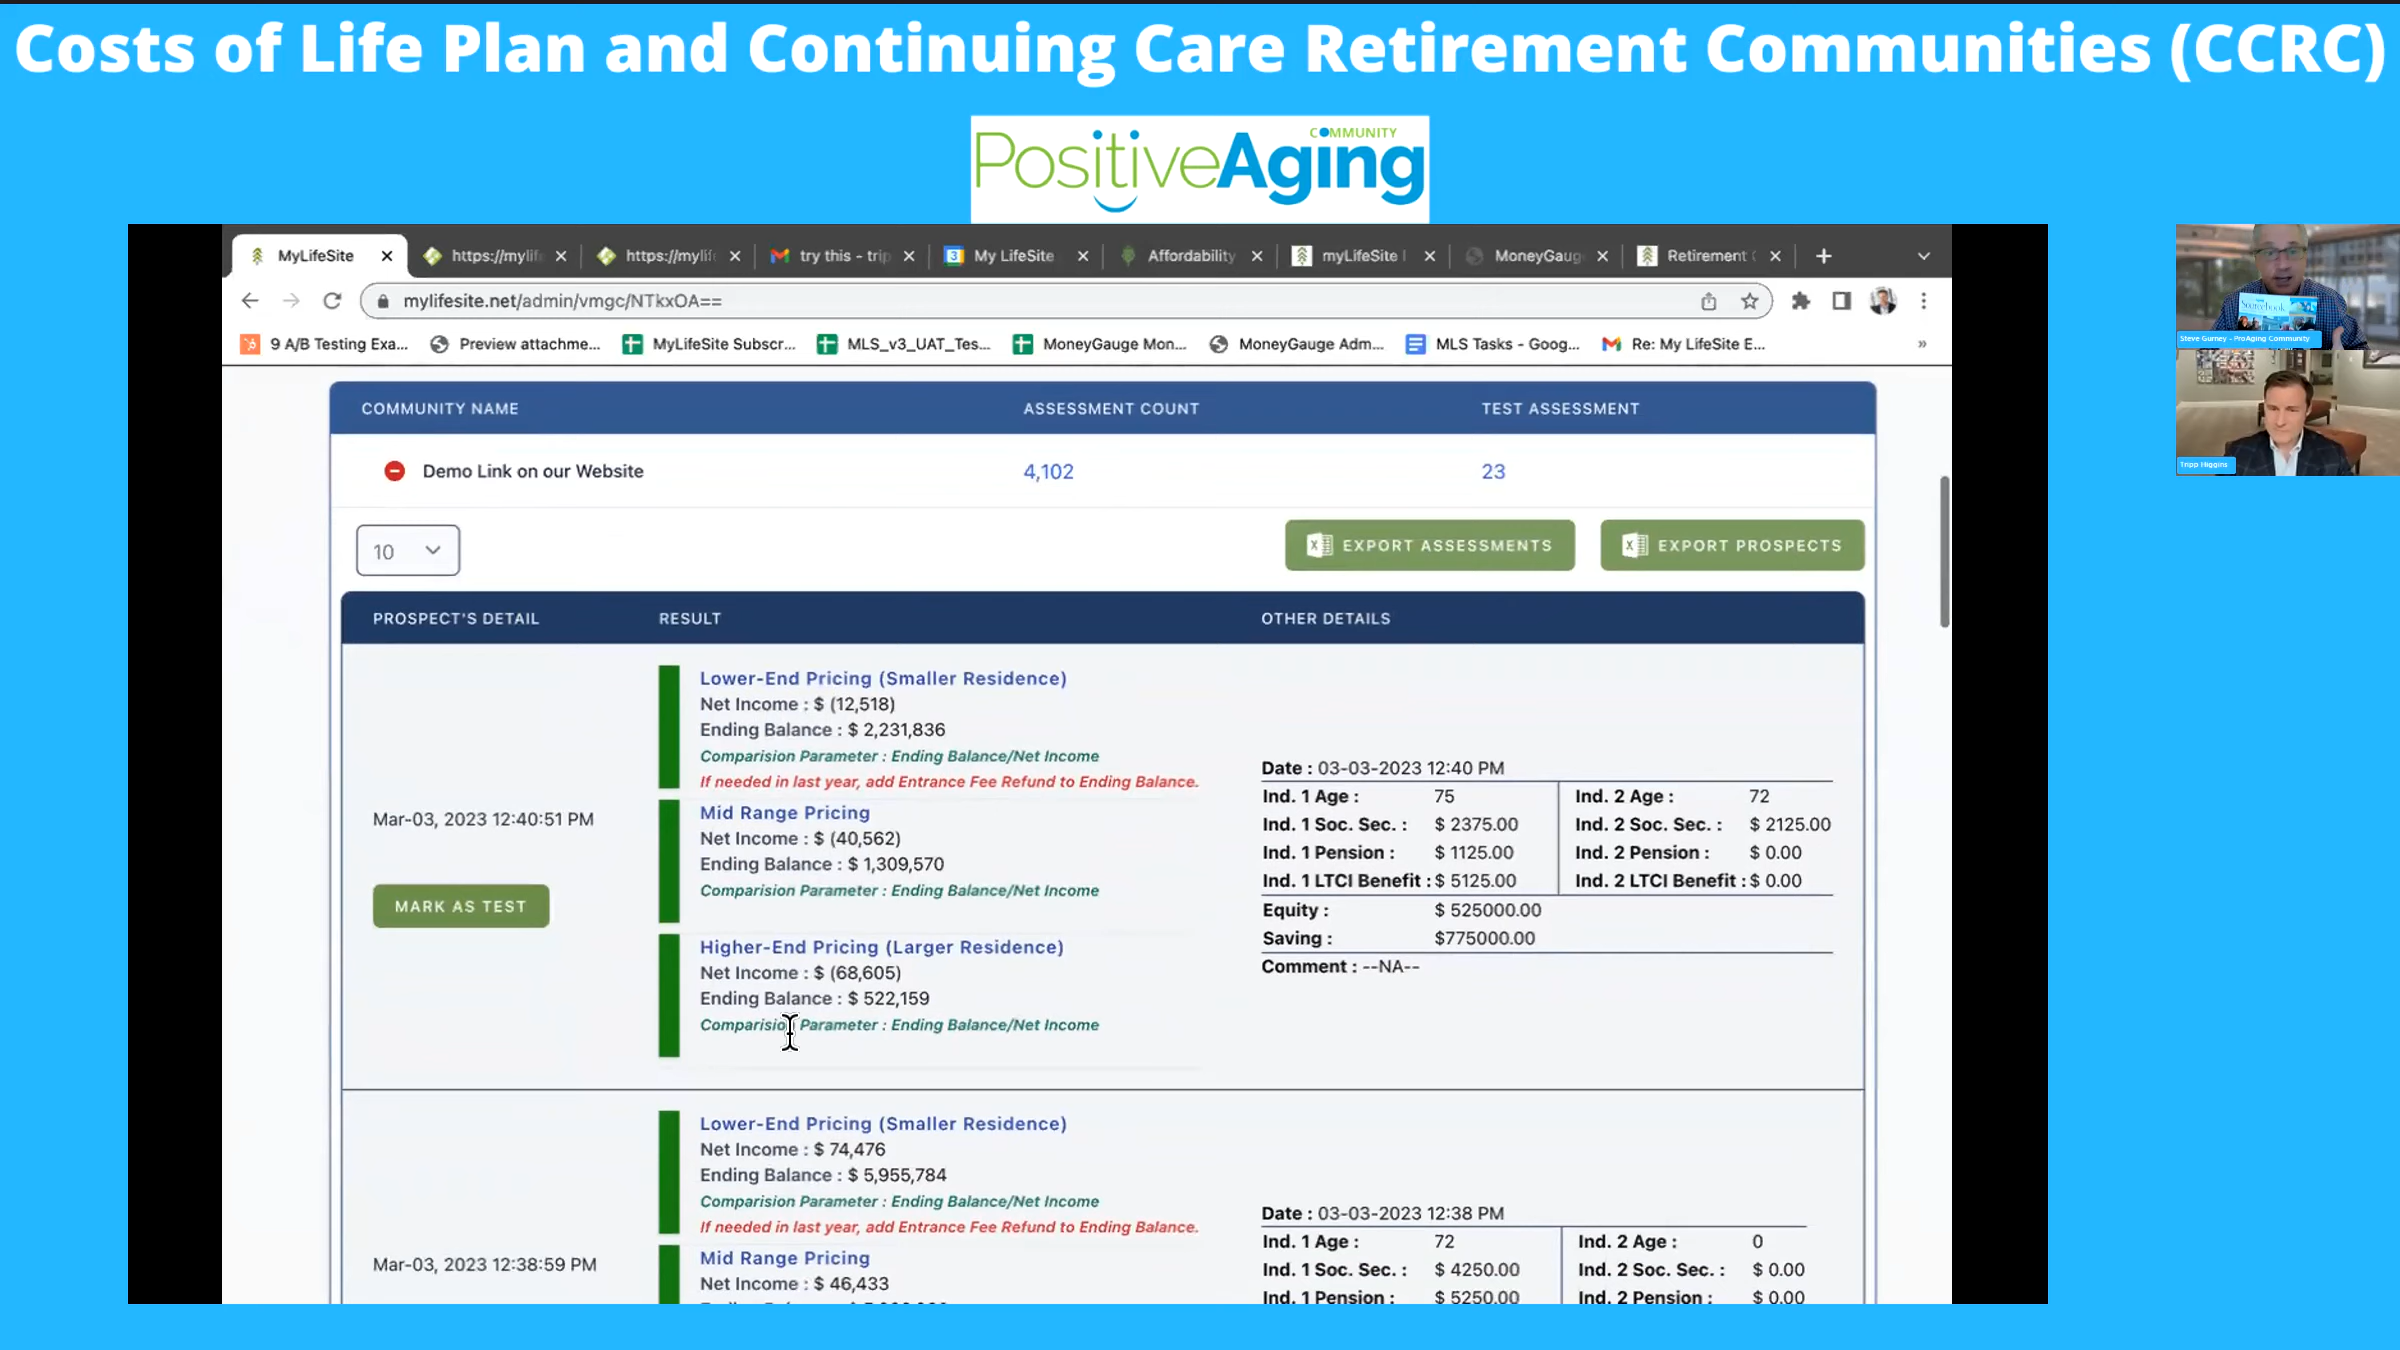 Costs of Life Plan and Continuing Care Retirement Communities (CCRC)
COMMUNITY
PositiveAging
MyLifeSite
https://mylif
https://mylif
try this - trip
My LifeSite
Affordability
myLifeSite
MoneyGaug
Retirement
mylifesite.net/admin/vmgc/NTkxOA==
9 A/B Testing Exa...
Preview attachme...
MyLifeSite Subscr...
MLS_v3_UAT_Tes...
MoneyGauge Mon...
MoneyGauge Adm...
MLS Tasks - Goog...
Re: My LifeSite E...
»
Sourcebook
Steve Gurney - ProAging Community
Tripp Higgins
COMMUNITY NAME
ASSESSMENT COUNT
TEST ASSESSMENT
Demo Link on our Website
4,102
23
10
EXPORT ASSESSMENTS
EXPORT PROSPECTS
PROSPECT'S DETAIL
RESULT
OTHER DETAILS
Mar-03, 2023 12:40:51 PM
MARK AS TEST
Lower-End Pricing (Smaller Residence)
Net Income : $ (12,518)
Ending Balance : $ 2,231,836
Comparision Parameter : Ending Balance/Net Income
If needed in last year, add Entrance Fee Refund to Ending Balance.
Mid Range Pricing
Net Income : $ (40,562)
Ending Balance : $ 1,309,570
Comparision Parameter : Ending Balance/Net Income
Higher-End Pricing (Larger Residence)
Net Income : $ (68,605)
Ending Balance : $ 522,159
Comparision Parameter : Ending Balance/Net Income
Date : 03-03-2023 12:40 PM
Ind. 1 Age : 75
Ind. 2 Age : 72
Ind. 1 Soc. Sec. : $ 2375.00
Ind. 2 Soc. Sec. : $ 2125.00
Ind. 1 Pension : $ 1125.00
Ind. 2 Pension : $ 0.00
Ind. 1 LTCI Benefit : $ 5125.00
Ind. 2 LTCI Benefit : $ 0.00
Equity : $ 525000.00
Saving : $775000.00
Comment : --NA--
Mar-03, 2023 12:38:59 PM
Lower-End Pricing (Smaller Residence)
Net Income : $ 74,476
Ending Balance : $ 5,955,784
Comparision Parameter : Ending Balance/Net Income
If needed in last year, add Entrance Fee Refund to Ending Balance.
Mid Range Pricing
Net Income : $ 46,433
Date : 03-03-2023 12:38 PM
Ind. 1 Age : 72
Ind. 2 Age : 0
Ind. 1 Soc. Sec. : $ 4250.00
Ind. 2 Soc. Sec. : $ 0.00
Ind. 1 Pension : $ 5250.00
Ind. 2 Pension : $ 0.00